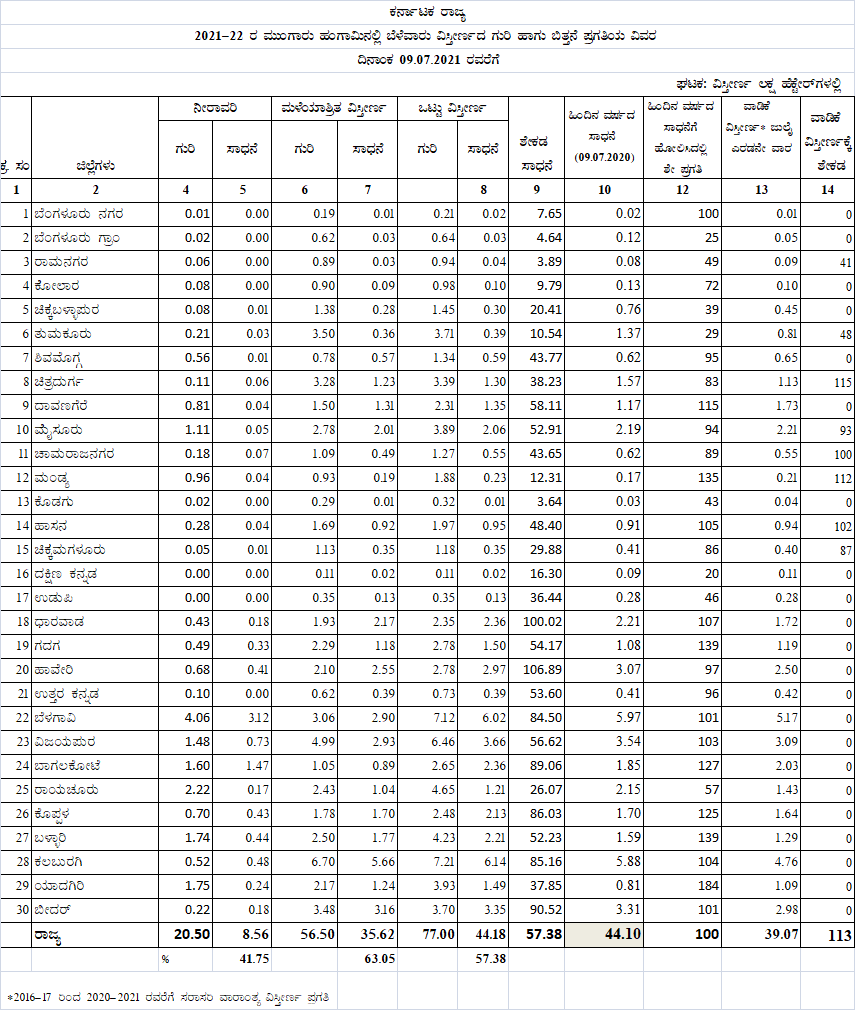 ಕರ್ನಾಟಕ ರಾಜ್ಯ
2021–22 ರ ಮುಂಗಾರು ಹಂಗಾಮಿನಲ್ಲಿ ಬೆಳೆವಾರು ವಿಸ್ತೀರ್ಣದ ಗುರಿ ಹಾಗು ಬಿತ್ತನೆ ಪ್ರಗತಿಯ ವಿವರ
ದಿನಾಂಕ 09.07.2021 ರವರೆಗೆ
ಘಟಕ: ವಿಸ್ತೀರ್ಣ ಲಕ್ಷ ಹೆಕ್ಟೇರ್‌ಗಳಲ್ಲಿ
ಕ್ರ. ಸಂ ಜಿಲ್ಲೆಗಳು ನೀರಾವರಿ ಮಳೆಯಾಶ್ರಿತ ವಿಸ್ತೀರ್ಣ ಒಟ್ಟು ವಿಸ್ತೀರ್ಣ ಶೇಕಡ ಸಾಧನೆ ಹಿಂದಿನ ವರ್ಷದ ಸಾಧನೆ (09.07.2020) ಹಿಂದಿನ ವರ್ಷದ ಸಾಧನೆಗೆ ಹೋಲಿಸಿದಲ್ಲಿ ಶೇ ಪ್ರಗತಿ ವಾಡಿಕೆ ವಿಸ್ತೀರ್ಣ* ಜುಲೈ ಎರಡನೇ ವಾರ ವಾಡಿಕೆ ವಿಸ್ತೀರ್ಣಕ್ಕೆ ಶೇಕಡ
ಗುರಿ ಸಾಧನೆ ಗುರಿ ಸಾಧನೆ ಗುರಿ ಸಾಧನೆ
1 2 4 5 6 7 8 9 10 12 13 14
1 ಬೆಂಗಳೂರು ನಗರ 0.01 0.00 0.19 0.01 0.21 0.02 7.65 0.02 100 0.01 0
2 ಬೆಂಗಳೂರು ಗ್ರಾಂ 0.02 0.00 0.62 0.03 0.64 0.03 4.64 0.12 25 0.05 0
3 ರಾಮನಗರ 0.06 0.00 0.89 0.03 0.94 0.04 3.89 0.08 49 0.09 41
4 ಕೋಲಾರ 0.08 0.00 0.90 0.09 0.98 0.10 9.79 0.13 72 0.10 0
5 ಚಿಕ್ಕಬಳ್ಳಾಪುರ 0.08 0.01 1.38 0.28 1.45 0.30 20.41 0.76 39 0.45 0
6 ತುಮಕೂರು 0.21 0.03 3.50 0.36 3.71 0.39 10.54 1.37 29 0.81 48
7 ಶಿವಮೊಗ್ಗ 0.56 0.01 0.78 0.57 1.34 0.59 43.77 0.62 95 0.65 0
8 ಚಿತ್ರದುರ್ಗ 0.11 0.06 3.28 1.23 3.39 1.30 38.23 1.57 83 1.13 115
9 ದಾವಣಗೆರೆ 0.81 0.04 1.50 1.31 2.31 1.35 58.11 1.17 115 1.73 0
10 ಮೈಸೂರು 1.11 0.05 2.78 2.01 3.89 2.06 52.91 2.19 94 2.21 93
11 ಚಾಮರಾಜನಗರ 0.18 0.07 1.09 0.49 1.27 0.55 43.65 0.62 89 0.55 100
12 ಮಂಡ್ಯ 0.96 0.04 0.93 0.19 1.88 0.23 12.31 0.17 135 0.21 112
13 ಕೊಡಗು 0.02 0.00 0.29 0.01 0.32 0.01 3.64 0.03 43 0.04 0
14 ಹಾಸನ 0.28 0.04 1.69 0.92 1.97 0.95 48.40 0.91 105 0.94 102
15 ಚಿಕ್ಕಮಗಳೂರು 0.05 0.01 1.13 0.35 1.18 0.35 29.88 0.41 86 0.40 87
16 ದಕ್ಷಿಣ ಕನ್ನಡ 0.00 0.00 0.11 0.02 0.11 0.02 16.30 0.09 20 0.11 0
17 ಉಡುಪಿ 0.00 0.00 0.35 0.13 0.35 0.13 36.44 0.28 46 0.28 0
18 ಧಾರವಾಡ 0.43 0.18 1.93 2.17 2.35 2.36 100.02 2.21 107 1.72 0
19 ಗದಗ 0.49 0.33 2.29 1.18 2.78 1.50 54.17 1.08 139 1.19 0
20 ಹಾವೇರಿ 0.68 0.41 2.10 2.55 2.78 2.97 106.89 3.07 97 2.50 0
21 ಉತ್ತರ ಕನ್ನಡ 0.10 0.00 0.62 0.39 0.73 0.39 53.60 0.41 96 0.42 0
22 ಬೆಳಗಾವಿ 4.06 3.12 3.06 2.90 7.12 6.02 84.50 5.97 101 5.17 0
23 ವಿಜಯಪುರ 1.48 0.73 4.99 2.93 6.46 3.66 56.62 3.54 103 3.09 0
24 ಬಾಗಲಕೋಟೆ 1.60 1.47 1.05 0.89 2.65 2.36 89.06 1.85 127 2.03 0
25 ರಾಯಚೂರು 2.22 0.17 2.43 1.04 4.65 1.21 26.07 2.15 57 1.43 0
26 ಕೊಪ್ಪಳ 0.70 0.43 1.78 1.70 2.48 2.13 86.03 1.70 125 1.64 0
27 ಬಳ್ಳಾರಿ 1.74 0.44 2.50 1.77 4.23 2.21 52.23 1.59 139 1.29 0
28 ಕಲಬುರಗಿ 0.52 0.48 6.70 5.66 7.21 6.14 85.16 5.88 104 4.76 0
29 ಯಾದಗಿರಿ 1.75 0.24 2.17 1.24 3.93 1.49 37.85 0.81 184 1.09 0
30 ಬೀದರ್ 0.22 0.18 3.48 3.16 3.70 3.35 90.52 3.31 101 2.98 0
ರಾಜ್ಯ 20.50 8.56 56.50 35.62 77.00 44.18 57.38 44.10 100 39.07 113
% 41.75 63.05 57.38
*2016–17 ರಿಂದ 2020–2021 ರವರೆಗೆ ಸರಾಸರಿ ವಾರಾಂತ್ಯ ವಿಸ್ತೀರ್ಣ ಪ್ರಗತಿ